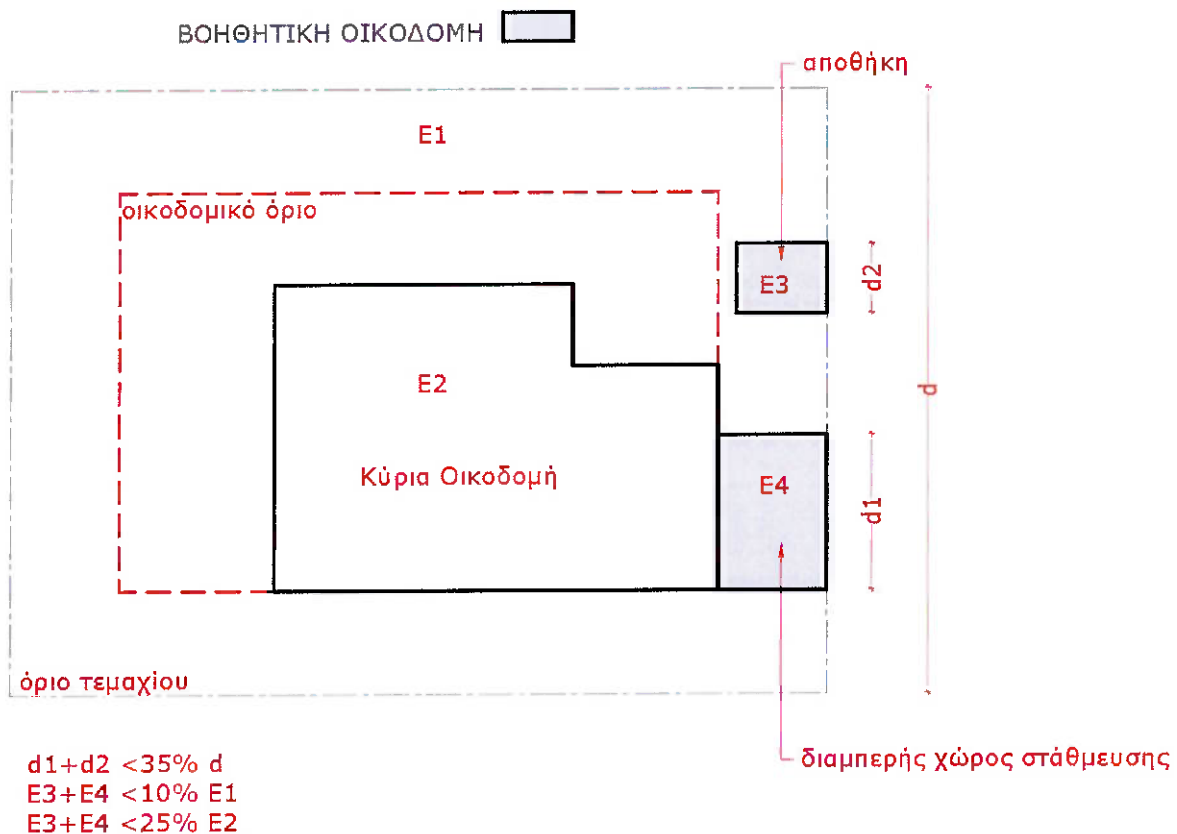 ΒΟΗΘΗΤΙΚΗ ΟΙΚΟΔΟΜΗ
αποθήκη
E1
οικοδομικό όριο
E3
d2
E2
d
Κύρια Οικοδομή
E4
d1
όριο τεμαχίου
διαμπερής χώρος στάθμευσης
d1+d2 <35% d
E3+E4 <10% E1
E3+E4 <25% E2